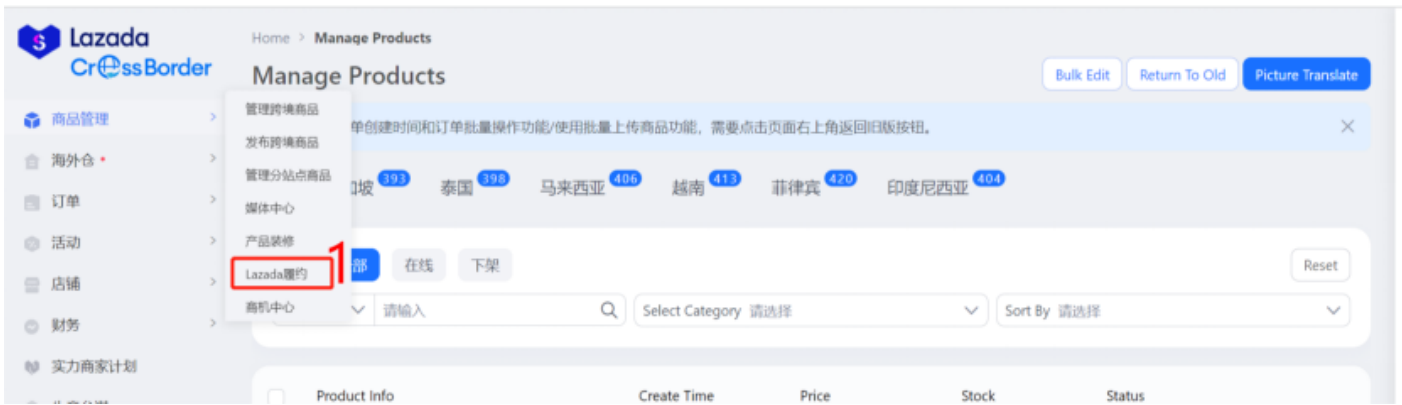 Lazada
CrossBorder
Home > Manage Products
Manage Products
Bulk Edit
Return To Old
Picture Translate
商品管理
海外仓
订单
活动
店铺
财务
实力商家计划
管理跨境商品
发布跨境商品
管理分站点商品
媒体中心
产品装修
Lazada履约
商机中心
1
单创建时间和订单批量操作功能/使用批量上传商品功能，需要点击页面右上角返回旧版按钮。
坡 393
泰国 398
马来西亚 406
越南 413
菲律宾 420
印度尼西亚 404
部
在线
下架
Reset
请输入
Select Category 请选择
Sort By 请选择
Product Info
Create Time
Price
Stock
Status